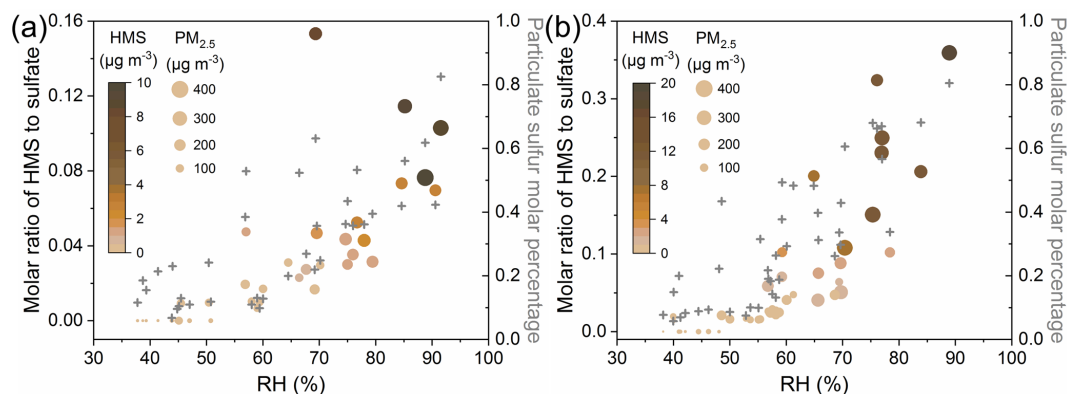 (a)
HMS
(μg m⁻³)
10
8
6
4
2
0
PM₂.₅
(μg m⁻³)
400
300
200
100
Molar ratio of HMS to sulfate
0.16
0.12
0.08
0.04
0.00
30 40 50 60 70 80 90 100
RH (%)
1.0
0.8
0.6
0.4
0.2
0.0
Particulate sulfur molar percentage
(b)
HMS
(μg m⁻³)
20
16
12
8
4
0
PM₂.₅
(μg m⁻³)
400
300
200
100
Molar ratio of HMS to sulfate
0.4
0.3
0.2
0.1
0.0
30 40 50 60 70 80 90 100
RH (%)
1.0
0.8
0.6
0.4
0.2
0.0
Particulate sulfur molar percentage